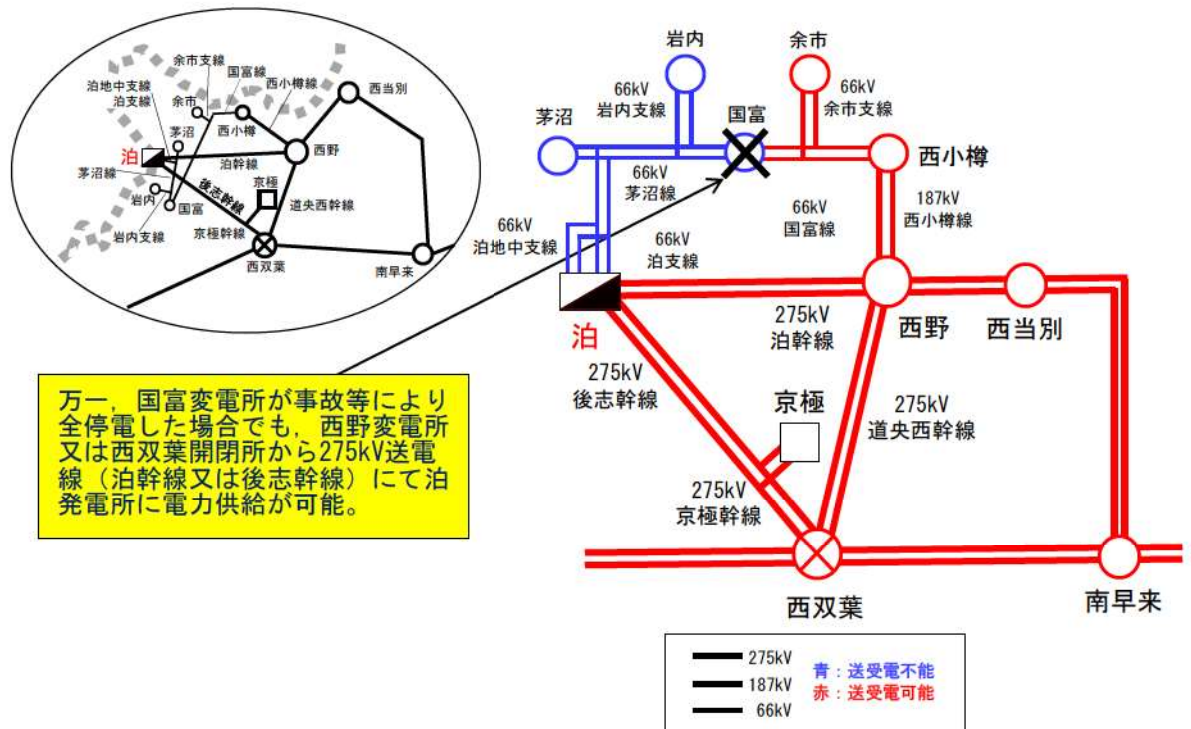 余市支線
国富線
西小樽線
泊地中支線
泊支線
余市
西当別
茅沼
西小樽
西野
泊
泊幹線
茅沼線
後志幹線
京極
岩内
国富
道央西幹線
岩内支線
京極幹線
西双葉
南早来
岩内
余市
66kV
岩内支線
66kV
余市支線
茅沼
国富
西小樽
66kV
茅沼線
187kV
西小樽線
66kV
国富線
66kV
泊地中支線
66kV
泊支線
泊
275kV
泊幹線
西野
西当別
275kV
後志幹線
京極
275kV
道央西幹線
275kV
京極幹線
西双葉
南早来
万一,国富変電所が事故等により
全停電した場合でも,西野変電所
又は西双葉開閉所から275kV送電
線(泊幹線又は後志幹線)にて泊
発電所に電力供給が可能。
275kV
187kV
66kV
青:送受電不能
赤:送受電可能